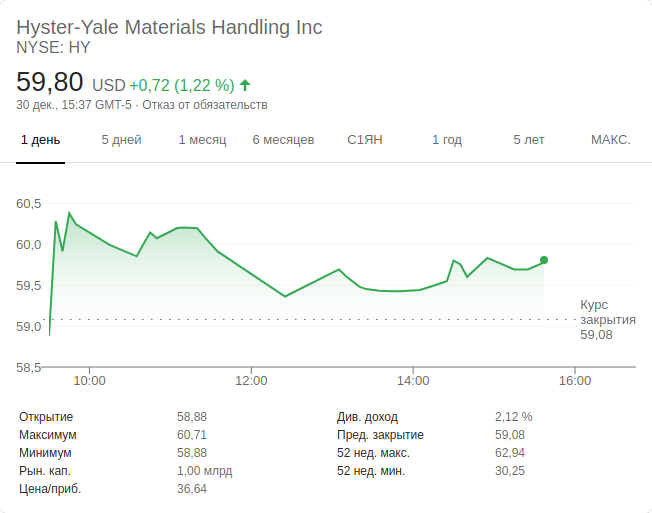 Hyster-Yale Materials Handling Inc
NYSE: HY
59,80 USD +0,72 (1,22 %)
30 дек., 15:37 GMT-5 · Отказ от обязательств
1 день 5 дней 1 месяц 6 месяцев С1ЯН 1 год 5 лет МАКС.
60,5
60,0
59,5
59,0
58,5
Курс
закрытия
59,08
10:00 12:00 14:00 16:00
Открытие 58,88
Максимум 60,71
Минимум 58,88
Рын. кап. 1,00 млрд
Цена/приб. 36,64
Див. доход 2,12 %
Пред. закрытие 59,08
52 нед. макс. 62,94
52 нед. мин. 30,25